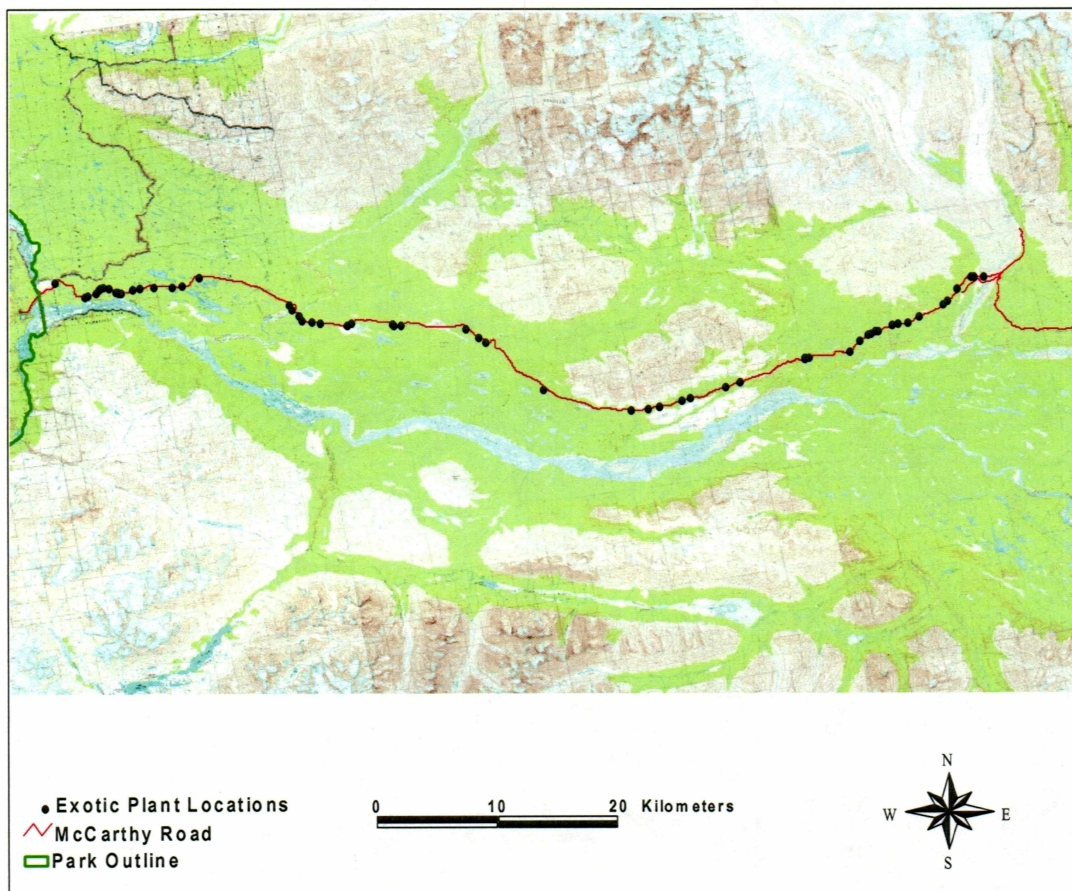 Exotic Plant Locations
McCarthy Road
Park Outline
0 10 20 Kilometers
N
W E
S